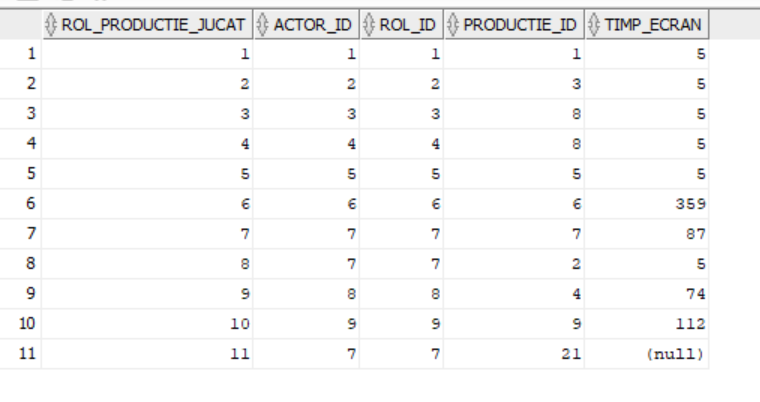 ROL_PRODUCTIE_JUCAT ACTOR_ID ROL_ID PRODUCTIE_ID TIMP_ECRAN
1 1 1 1 1 5
2 2 2 2 3 5
3 3 3 3 8 5
4 4 4 4 8 5
5 5 5 5 5 5
6 6 6 6 6 359
7 7 7 7 7 87
8 8 7 7 2 5
9 9 8 8 4 74
10 10 9 9 9 112
11 11 7 7 21 (null)